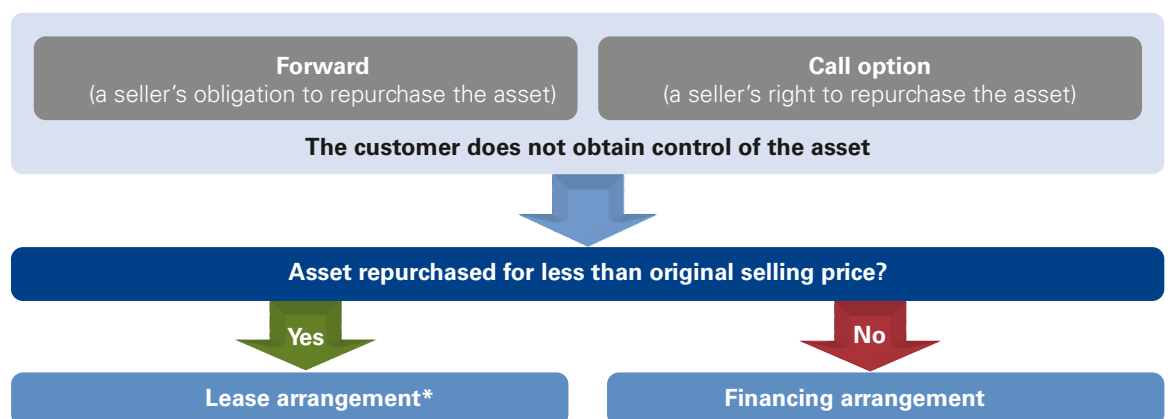 Forward
(a seller’s obligation to repurchase the asset)
Call option
(a seller’s right to repurchase the asset)
The customer does not obtain control of the asset
Asset repurchased for less than original selling price?
Yes
No
Lease arrangement*
Financing arrangement